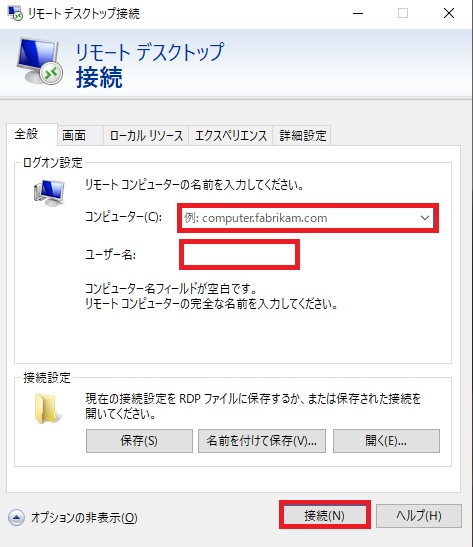 リモート デスクトップ接続
リモート デスクトップ
接続
全般 画面 ローカル リソース エクスペリエンス 詳細設定
ログオン設定
リモート コンピューターの名前を入力してください。
コンピューター(C): 例: computer.fabrikam.com
ユーザー名:
コンピューター名フィールドが空白です。
リモート コンピューターの完全な名前を入力してください。
接続設定
現在の接続設定を RDP ファイルに保存するか、または保存された接続を
開いてください。
保存(S) 名前を付けて保存(V)... 開く(E)...
オプションの非表示(O) 接続(N) ヘルプ(H)